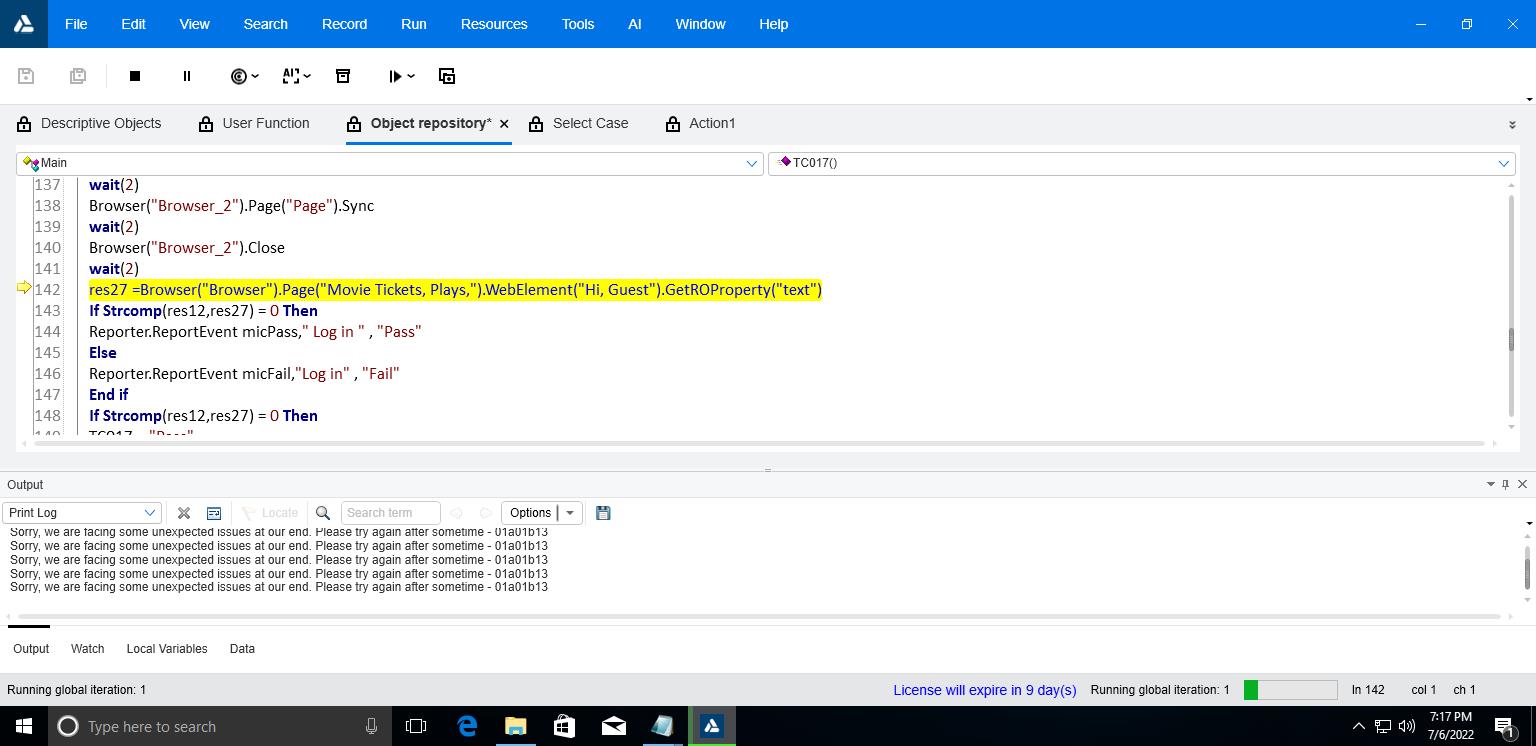 File Edit View Search Record Run Resources Tools AI Window Help
Descriptive Objects User Function Object repository* Select Case Action1
Main TC017()
137 wait(2)
138 Browser("Browser_2").Page("Page").Sync
139 wait(2)
140 Browser("Browser_2").Close
141 wait(2)
142 res27 =Browser("Browser").Page("Movie Tickets, Plays,").WebElement("Hi, Guest").GetROProperty("text")
143 If Strcomp(res12,res27) = 0 Then
144 Reporter.ReportEvent micPass," Log in " , "Pass"
145 Else
146 Reporter.ReportEvent micFail,"Log in" , "Fail"
147 End if
148 If Strcomp(res12,res27) = 0 Then
149 TC017 = "Pass"
Output
Print Log Locate Search term Options
Sorry, we are facing some unexpected issues at our end. Please try again after sometime - 01a01b13
Sorry, we are facing some unexpected issues at our end. Please try again after sometime - 01a01b13
Sorry, we are facing some unexpected issues at our end. Please try again after sometime - 01a01b13
Sorry, we are facing some unexpected issues at our end. Please try again after sometime - 01a01b13
Sorry, we are facing some unexpected issues at our end. Please try again after sometime - 01a01b13
Output Watch Local Variables Data
Running global iteration: 1 License will expire in 9 day(s) Running global iteration: 1 ln 142 col 1 ch 1
Type here to search
7:17 PM
7/6/2022
1